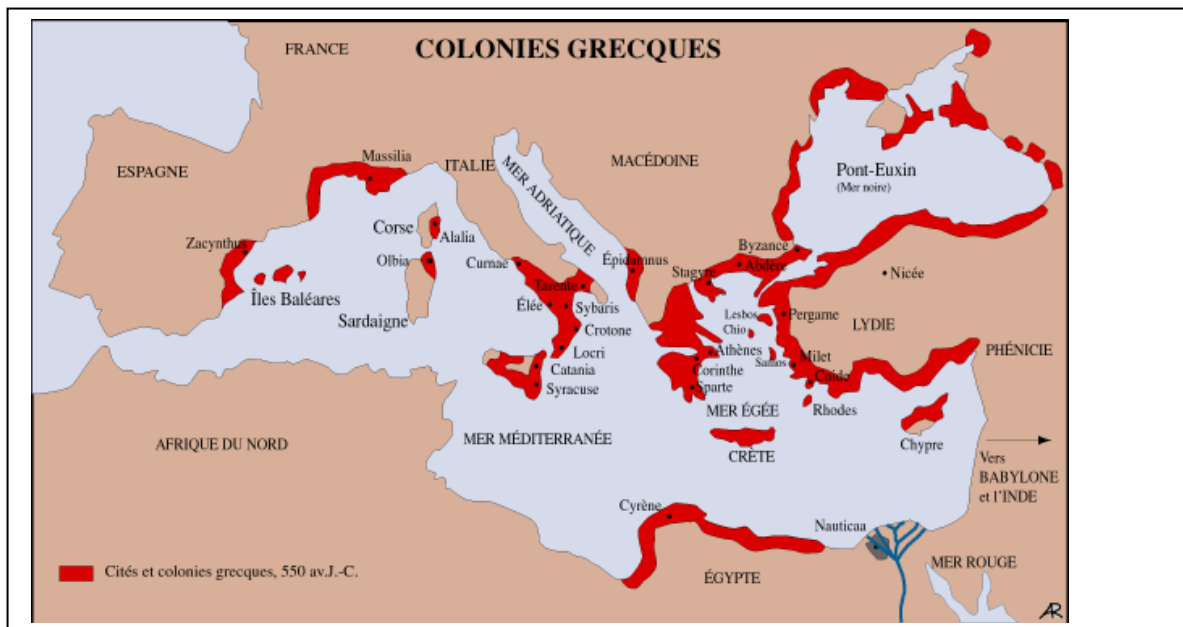 FRANCE
COLONIES GRECQUES
ESPAGNE
Massilia
ITALIE
MER ADRIATIQUE
MACÉDOINE
Pont-Euxin
(Mer noire)
Zacynthus
Corse
Alalia
Olbia
Curnae
Épidamnus
Byzance
Stagyre
Abdère
Nicée
Îles Baléares
Tarente
Élée
Sybaris
Lesbos
Chio
Pergame
LYDIE
Sardaigne
Crotone
Locri
Athènes
Samos
Milet
PHÉNICIE
Catania
Corinthe
Cnide
Syracuse
Sparte
Rhodes
MER ÉGÉE
AFRIQUE DU NORD
MER MÉDITERRANÉE
CRÈTE
Chypre
Vers
BABYLONE
et l'INDE
Cyrène
Nauticaa
Cités et colonies grecques, 550 av.J.-C.
ÉGYPTE
MER ROUGE
AR